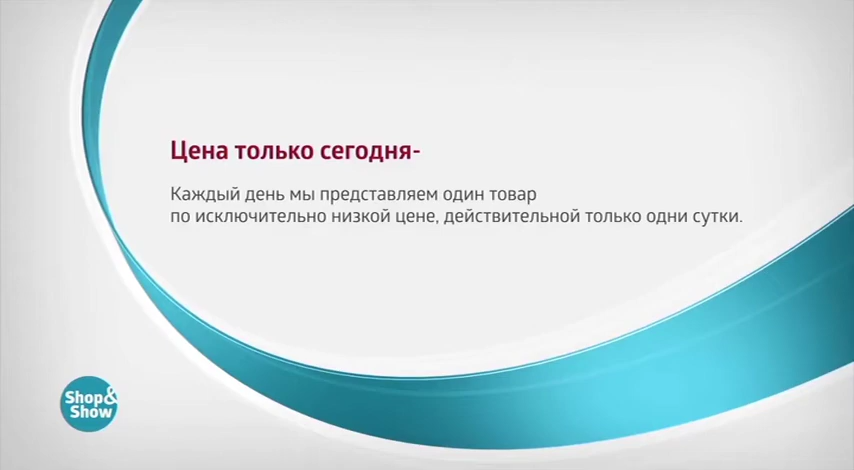 Цена только сегодня-
Каждый день мы представляем один товар
по исключительно низкой цене, действительной только одни сутки.
Shop&
Show